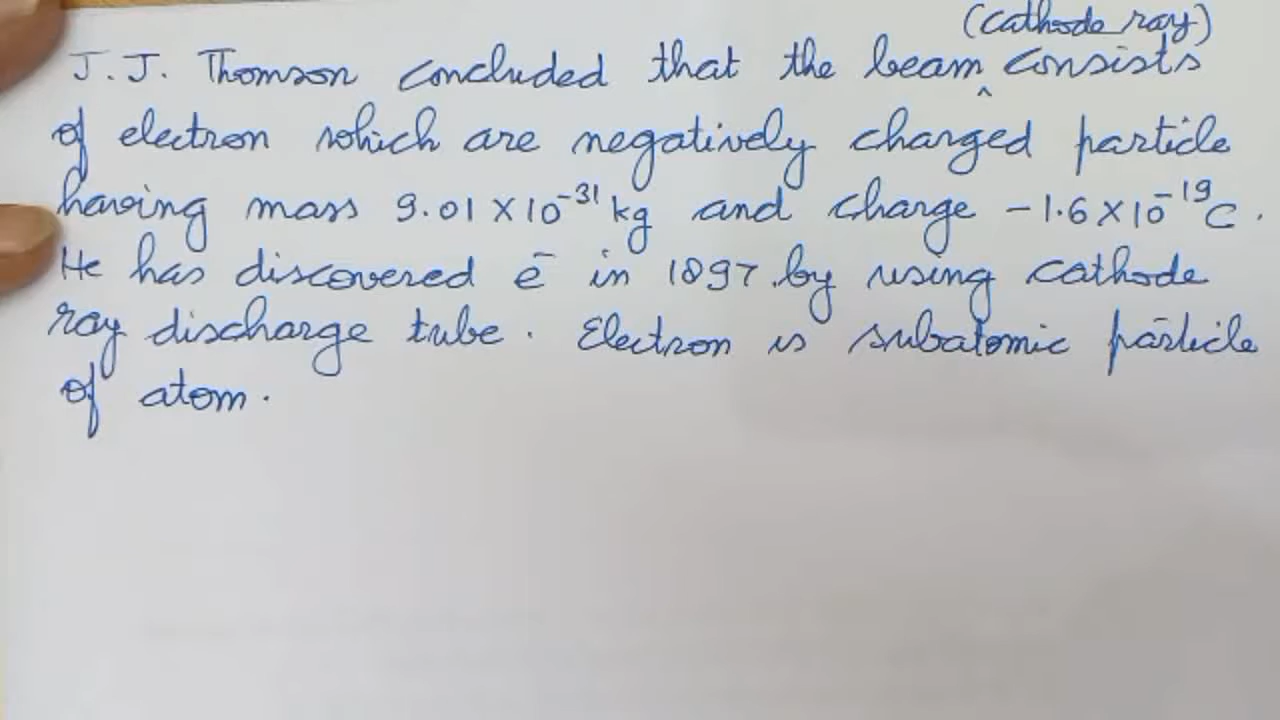 (cathode ray)
J.J. Thomson concluded that the beam ^ consists
of electron which are negatively charged particle
having mass 9.01 × 10⁻³¹ kg and charge -1.6 × 10⁻¹⁹ C.
He has discovered e⁻ in 1897 .by using cathode
ray discharge tube. Electron is subatomic particle
of atom.